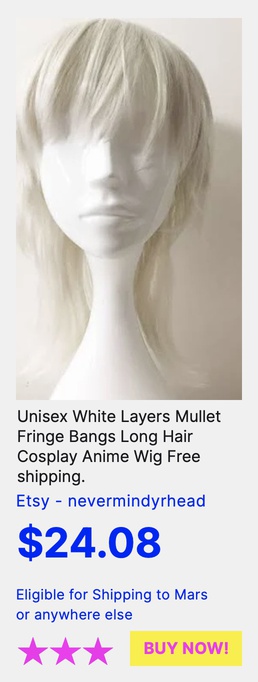 Unisex White Layers Mullet
Fringe Bangs Long Hair
Cosplay Anime Wig Free
shipping.
Etsy - nevermindyrhead
$24.08
Eligible for Shipping to Mars
or anywhere else
BUY NOW!